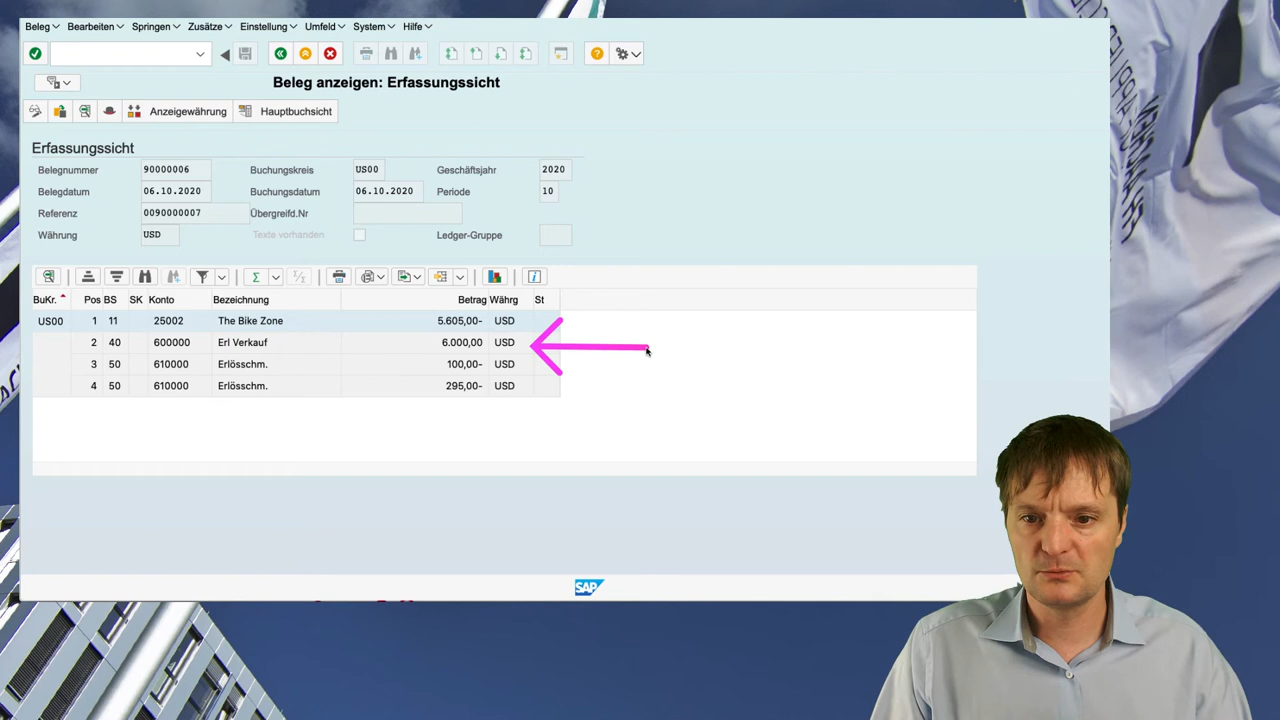 Beleg Bearbeiten Springen Zusätze Einstellung Umfeld System Hilfe
Beleg anzeigen: Erfassungssicht
Anzeigewährung Hauptbuchsicht
Erfassungssicht
Belegnummer 90000006 Buchungskreis US00 Geschäftsjahr 2020
Belegdatum 06.10.2020 Buchungsdatum 06.10.2020 Periode 10
Referenz 0090000007 Übergreifd.Nr
Währung USD Texte vorhanden Ledger-Gruppe
BuKr. Pos BS SK Konto Bezeichnung Betrag Währg St
US00 1 11 25002 The Bike Zone 5.605,00- USD
2 40 600000 Erl Verkauf 6.000,00 USD
3 50 610000 Erlösschm. 100,00- USD
4 50 610000 Erlösschm. 295,00- USD
SAP